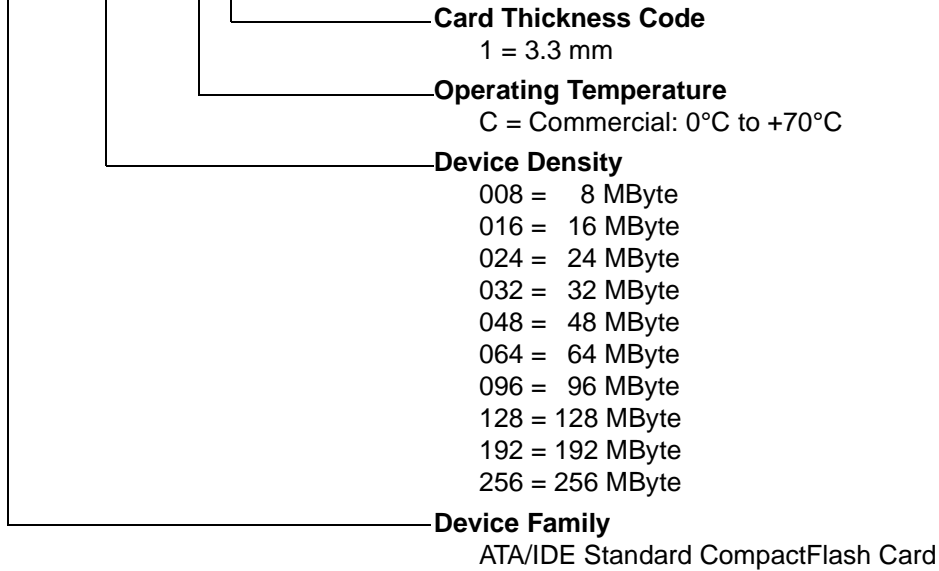 Card Thickness Code
1 = 3.3 mm
Operating Temperature
C = Commercial: 0°C to +70°C
Device Density
008 = 8 MByte
016 = 16 MByte
024 = 24 MByte
032 = 32 MByte
048 = 48 MByte
064 = 64 MByte
096 = 96 MByte
128 = 128 MByte
192 = 192 MByte
256 = 256 MByte
Device Family
ATA/IDE Standard CompactFlash Card